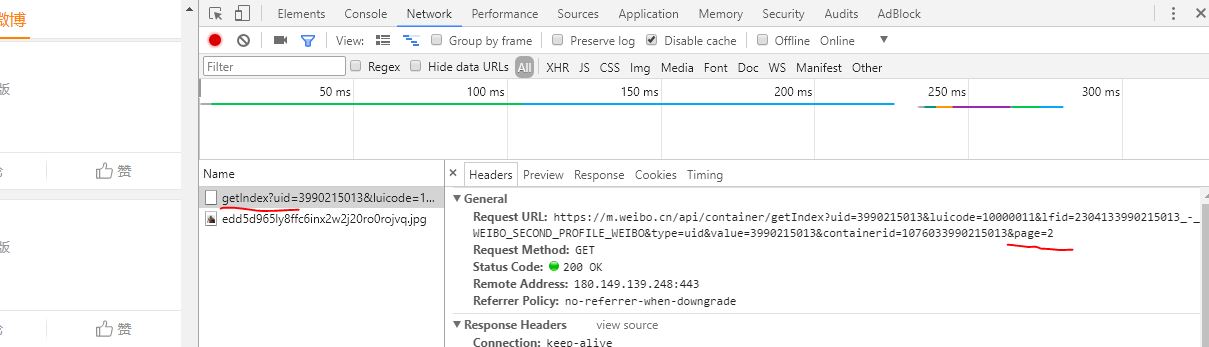 微博
Elements Console Network Performance Sources Application Memory Security Audits AdBlock
View: Group by frame Preserve log Disable cache Offline Online
Filter Regex Hide data URLs All XHR JS CSS Img Media Font Doc WS Manifest Other
版
50 ms 100 ms 150 ms 200 ms 250 ms 300 ms
赞
Name
Headers Preview Response Cookies Timing
getIndex?uid=3990215013&luicode=1...
edd5d965ly8ffc6inx2w2j20ro0rojvq.jpg
General
Request URL: https://m.weibo.cn/api/container/getIndex?uid=3990215013&luicode=10000011&lfid=2304133990215013_-_
WEIBO_SECOND_PROFILE_WEIBO&type=uid&value=3990215013&containerid=1076033990215013&page=2
Request Method: GET
Status Code: 200 OK
Remote Address: 180.149.139.248:443
Referrer Policy: no-referrer-when-downgrade
赞
Response Headers view source
Connection: keep-alive